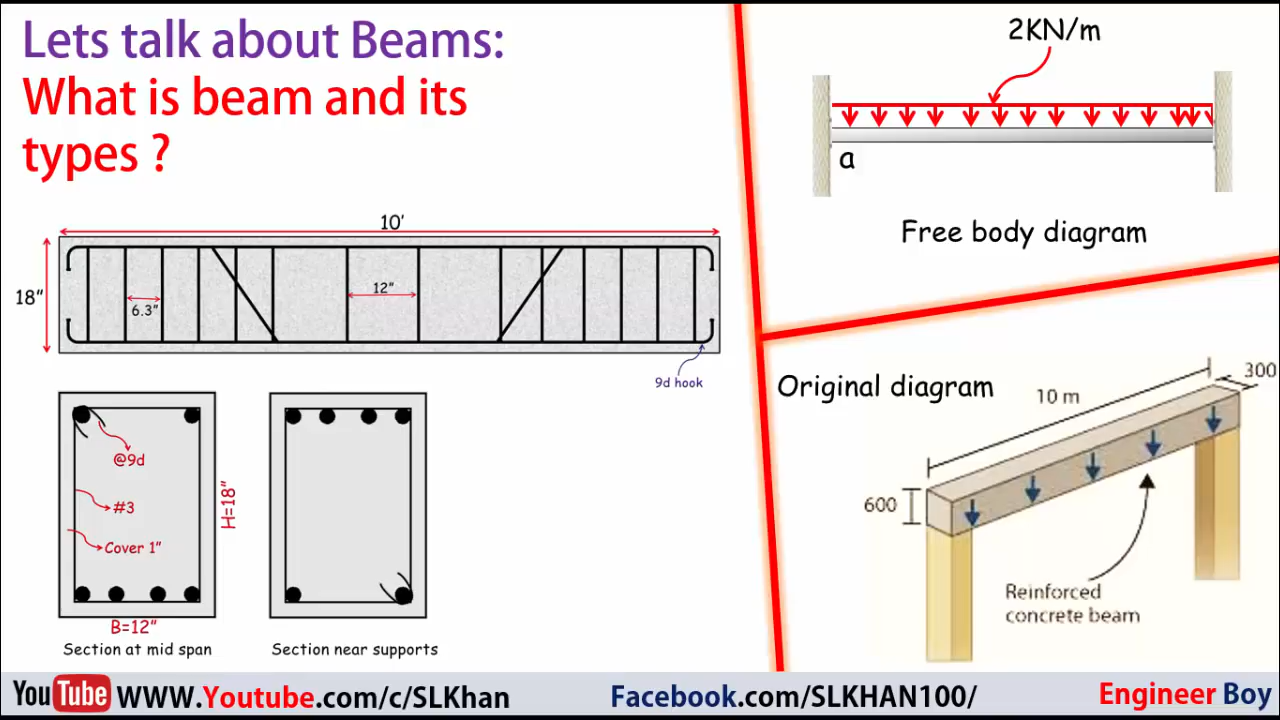 Lets talk about Beams:
What is beam and its
types ?
10'
18"
6.3"
12"
9d hook
@9d
#3
Cover 1"
H=18"
B=12"
Section at mid span
Section near supports
2KN/m
a
Free body diagram
Original diagram
10 m
300
600
Reinforced
concrete beam
YouTube WWW.Youtube.com/c/SLKhan
Facebook.com/SLKHAN100/
Engineer Boy